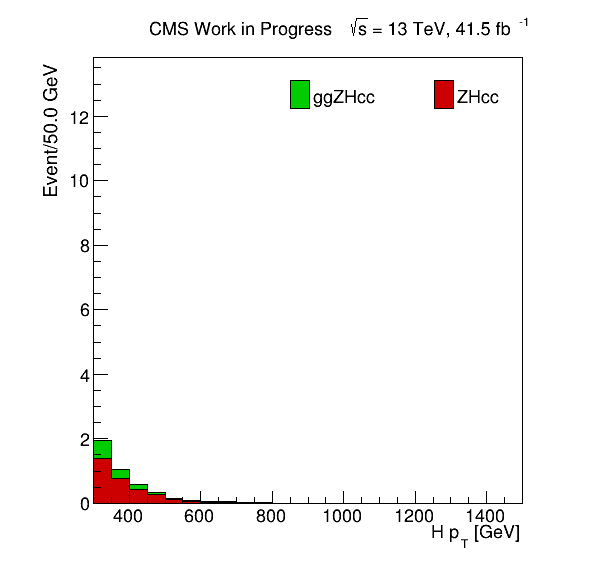 CMS Work in Progress √s = 13 TeV, 41.5 fb⁻¹
Event/50.0 GeV
ggZHcc ZHcc
12
10
8
6
4
2
0
400 600 800 1000 1200 1400
H p_T [GeV]